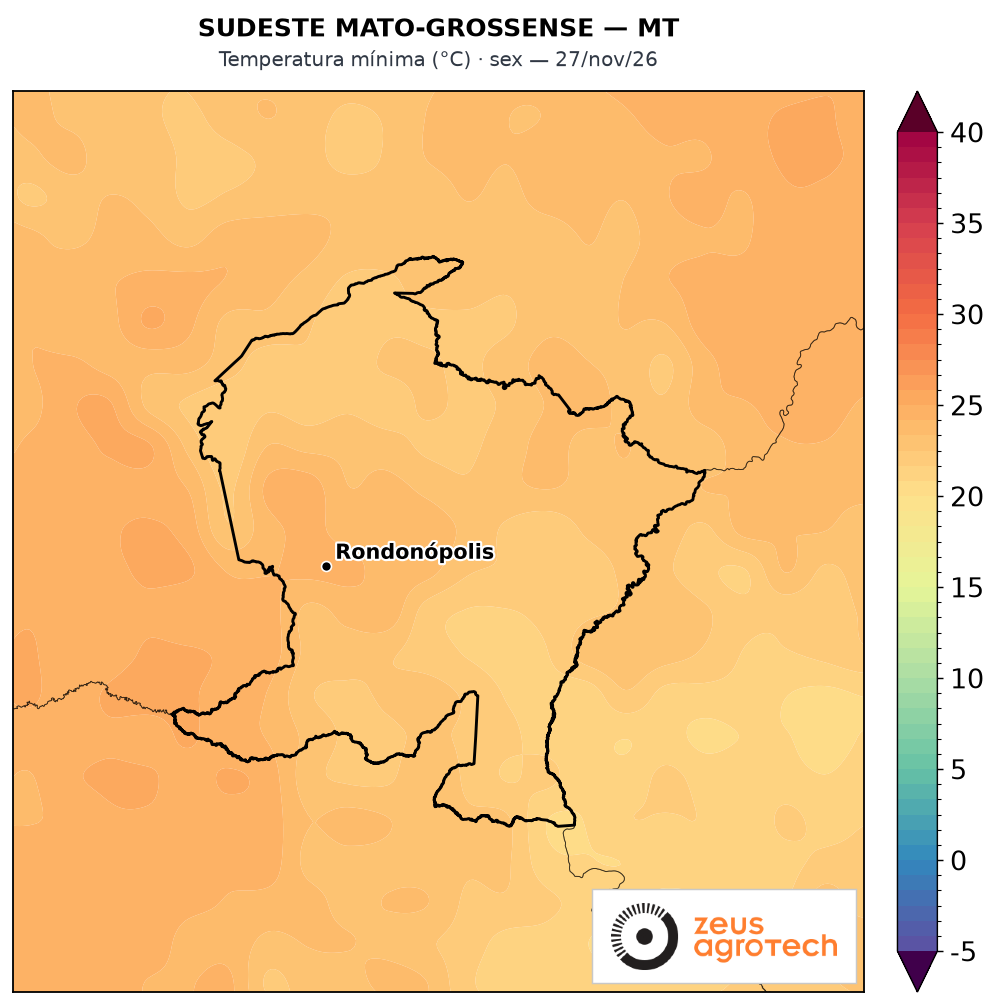 SUDESTE MATO-GROSSENSE — MT
Temperatura mínima (°C) · sex — 27/nov/26
40
35
30
25
20
15
10
5
0
-5
Rondonópolis
zeus
agrotech